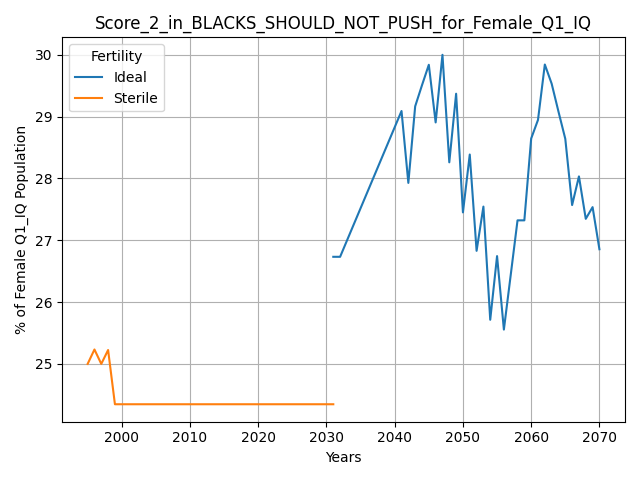 Score_2_in_BLACKS_SHOULD_NOT_PUSH_for_Female_Q1_IQ
Fertility
Ideal
Sterile
% of Female Q1_IQ Population
30
29
28
27
26
25
2000 2010 2020 2030 2040 2050 2060 2070
Years